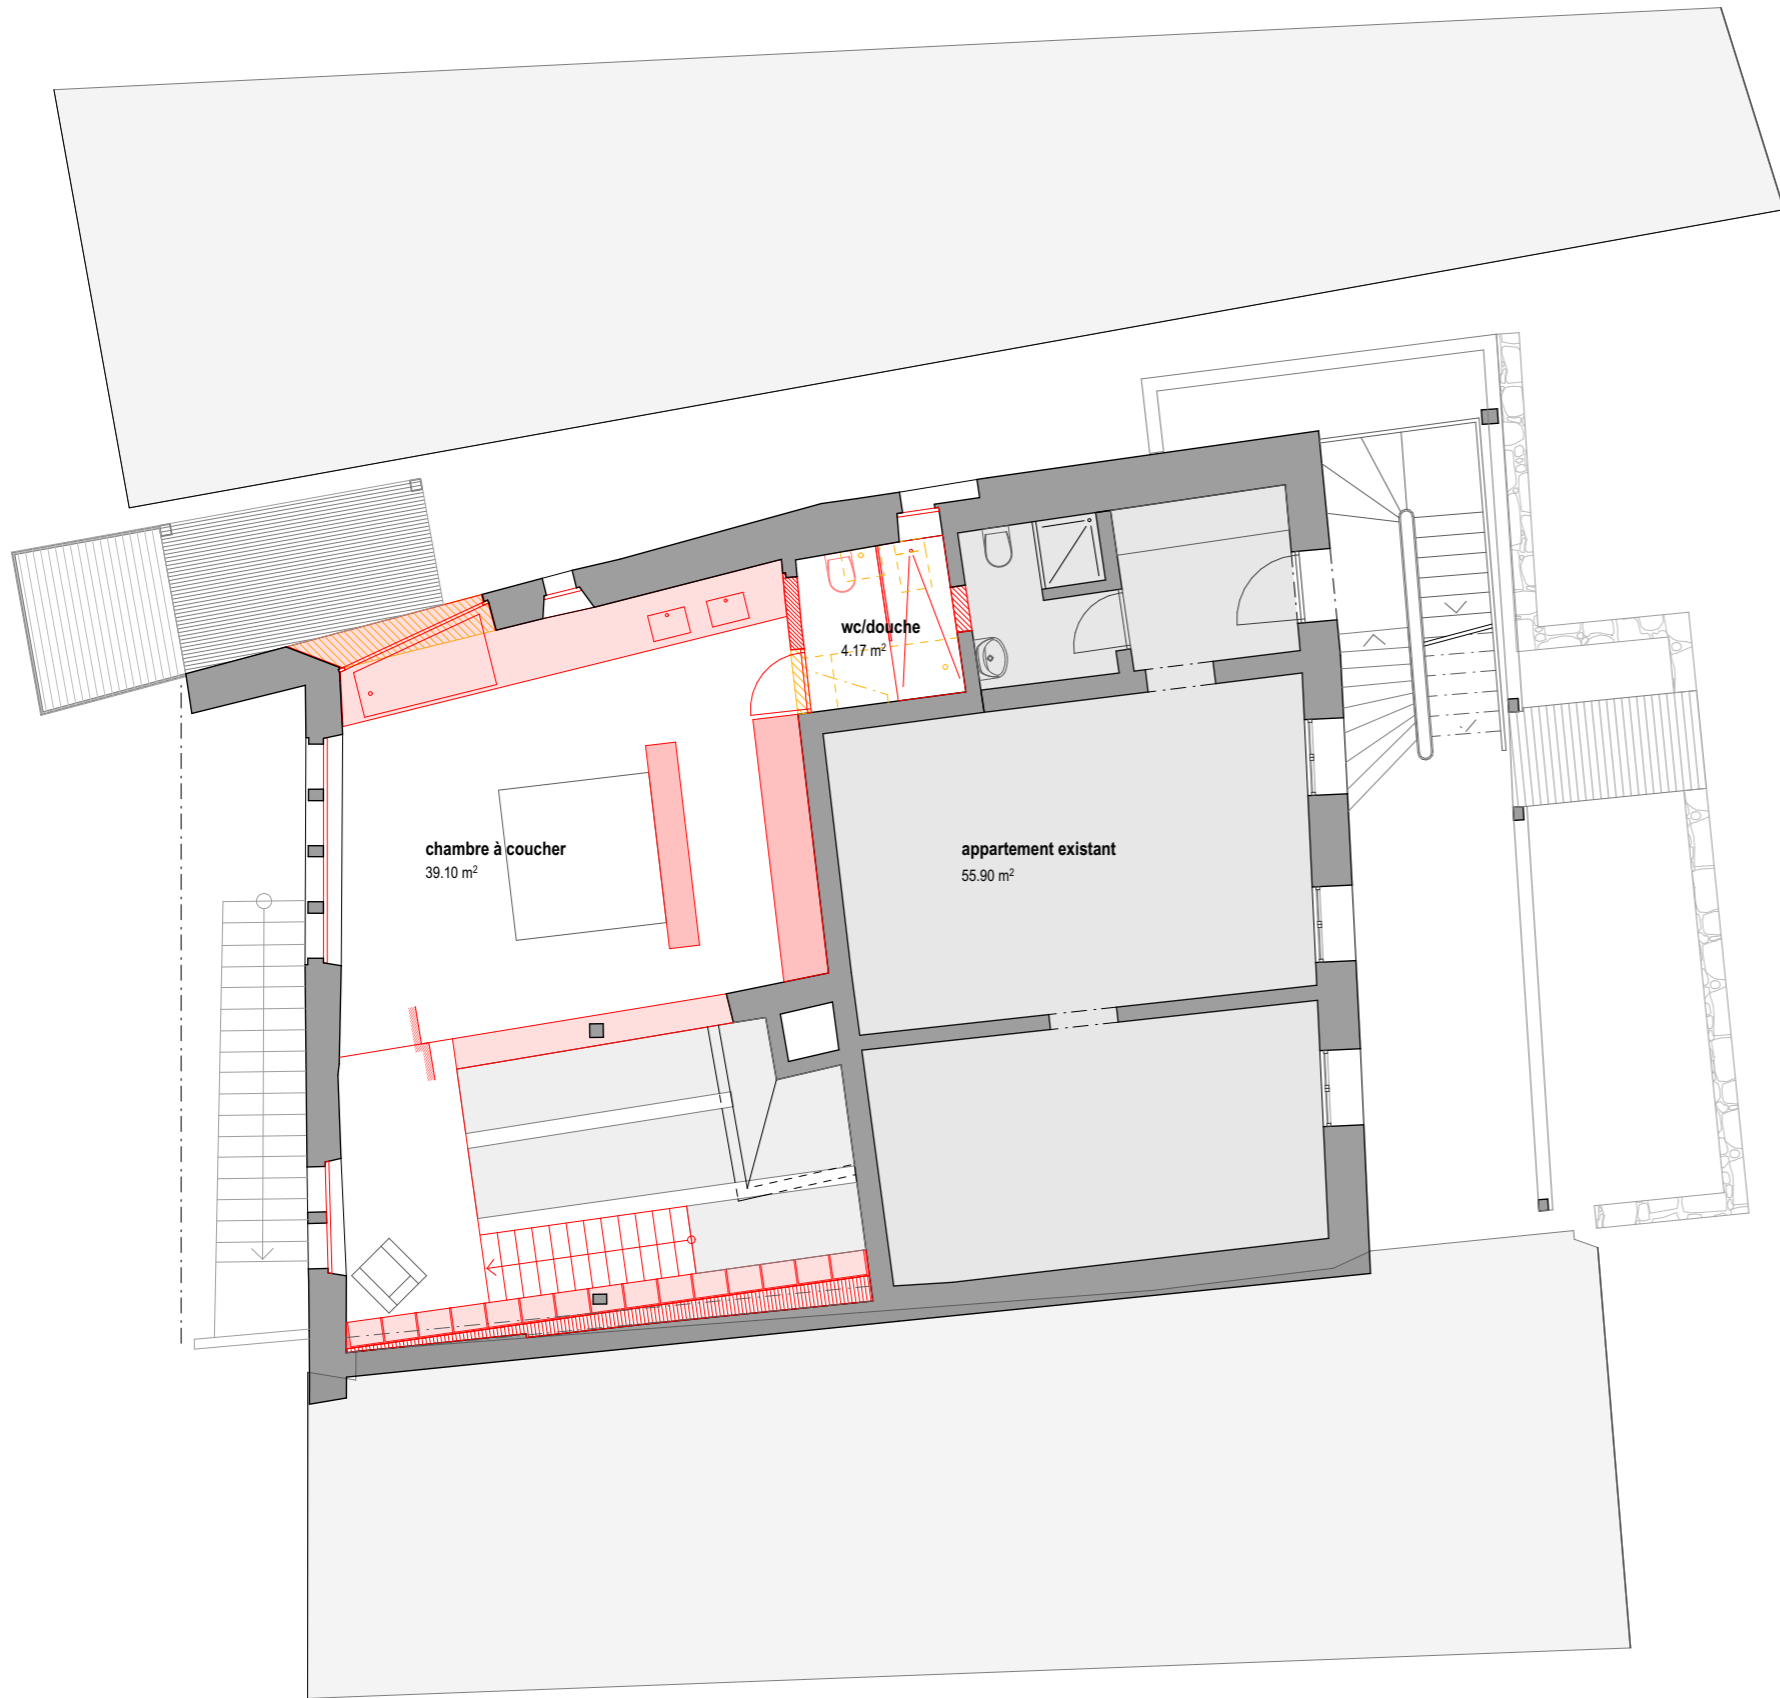 wc/douche
4.17 m²
chambre à coucher
39.10 m²
appartement existant
55.90 m²